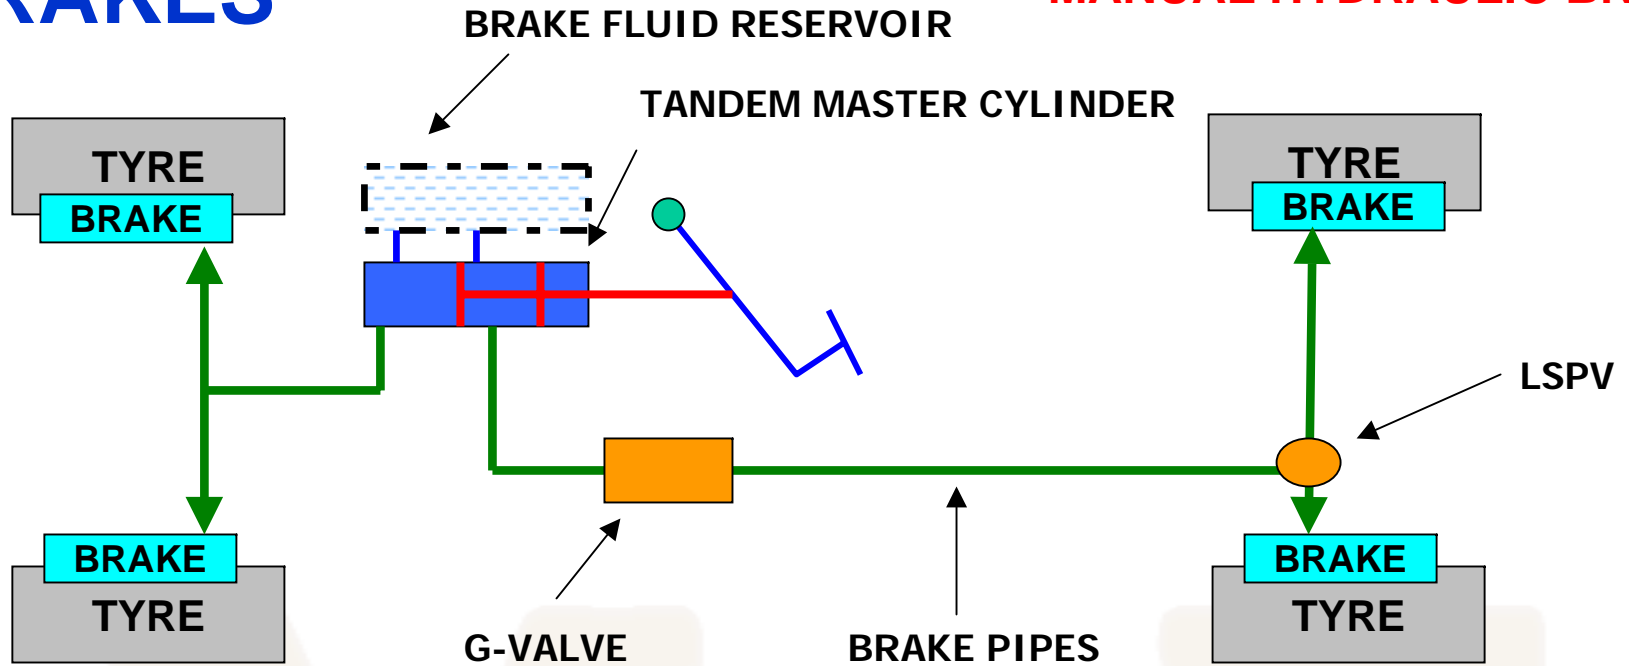 BRAKE FLUID RESERVOIR
TANDEM MASTER CYLINDER
TYRE
BRAKE
TYRE
BRAKE
LSPV
BRAKE
TYRE
BRAKE
TYRE
G-VALVE
BRAKE PIPES